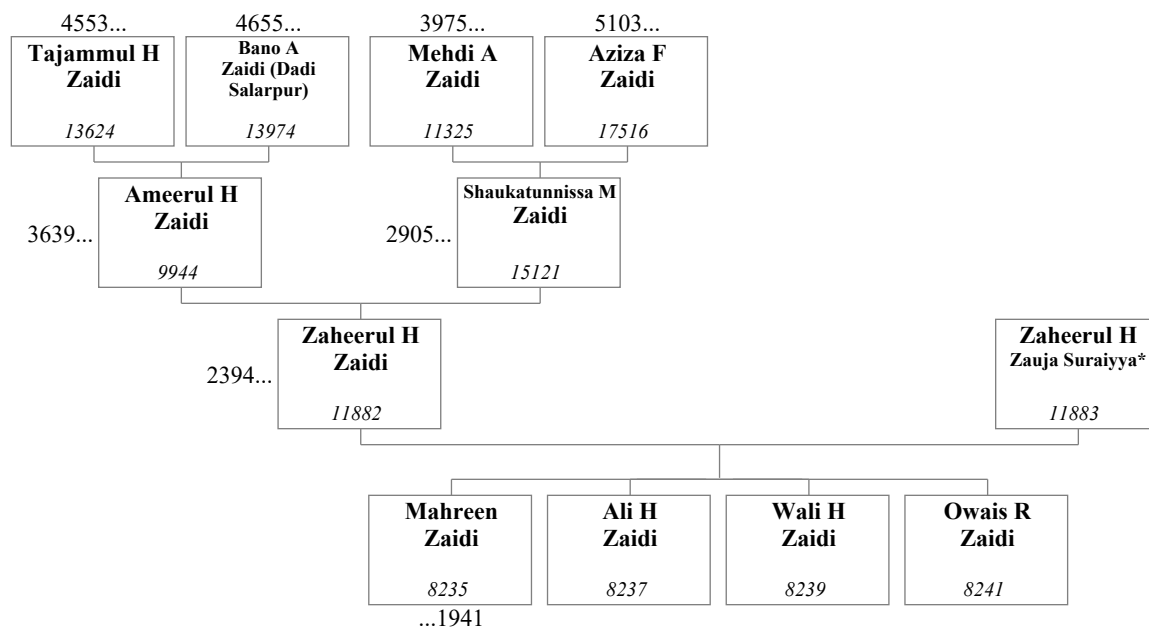 4553...
4655...
3975...
5103...
Tajammul H
Zaidi
13624
Bano A
Zaidi (Dadi
Salarpur)
13974
Mehdi A
Zaidi
11325
Aziza F
Zaidi
17516
3639...
Ameerul H
Zaidi
9944
2905...
Shaukatunnissa M
Zaidi
15121
2394...
Zaheerul H
Zaidi
11882
Zaheerul H
Zauja Suraiyya*
11883
Mahreen
Zaidi
8235
Ali H
Zaidi
8237
Wali H
Zaidi
8239
Owais R
Zaidi
8241
...1941